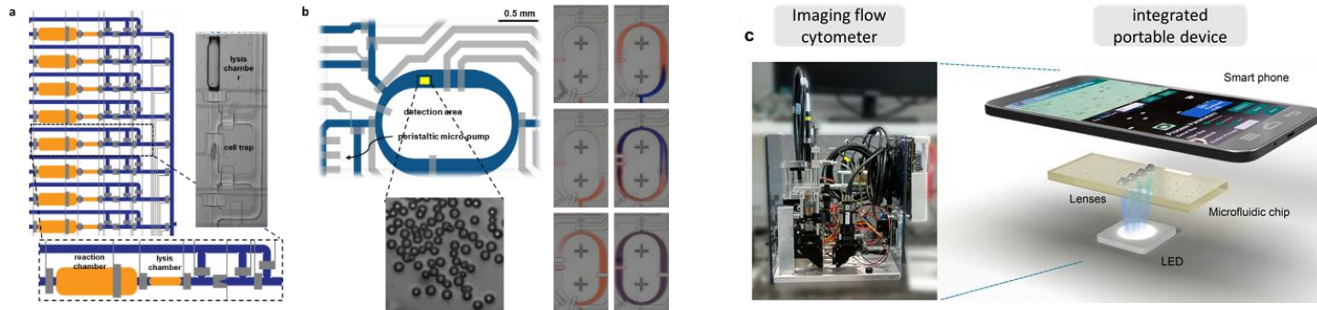 a
lysis
chambe
r
cell trap
reaction
chamber
lysis
chamber
b
0.5 mm
detection area
peristaltic micro-pump
c
Imaging flow
cytometer
integrated
portable device
Smart phone
Lenses
Microfluidic chip
LED